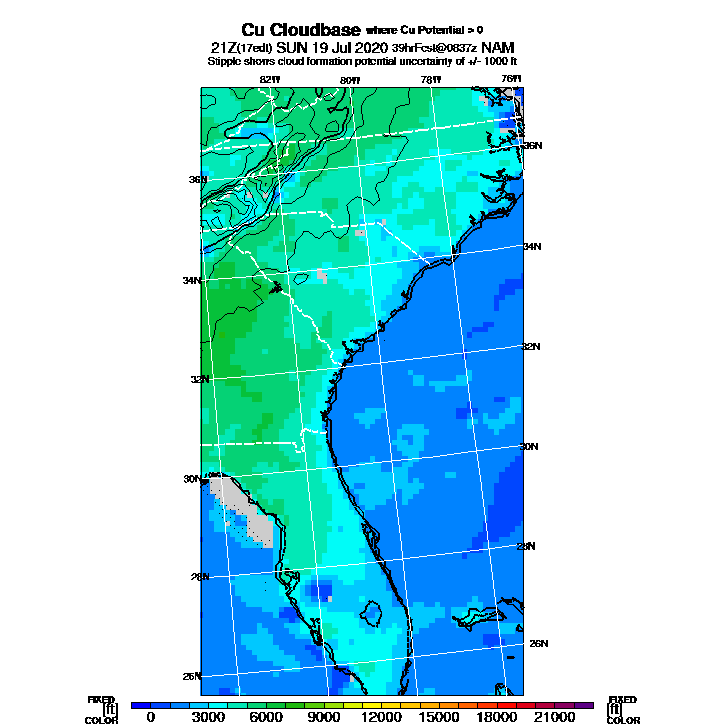 Cu Cloudbase where Cu Potential > 0
21Z(17edt) SUN 19 Jul 2020 39hrFcst@0837z NAM
Stipple shows cloud formation potential uncertainty of +/- 1000 ft
82W 80W 78W 76W
36N
36N
34N
34N
32N
32N
30N
30N
28N
28N
26N
26N
FIXED FIXED
[ft] 0 3000 6000 9000 12000 15000 18000 21000 [ft]
COLOR COLOR